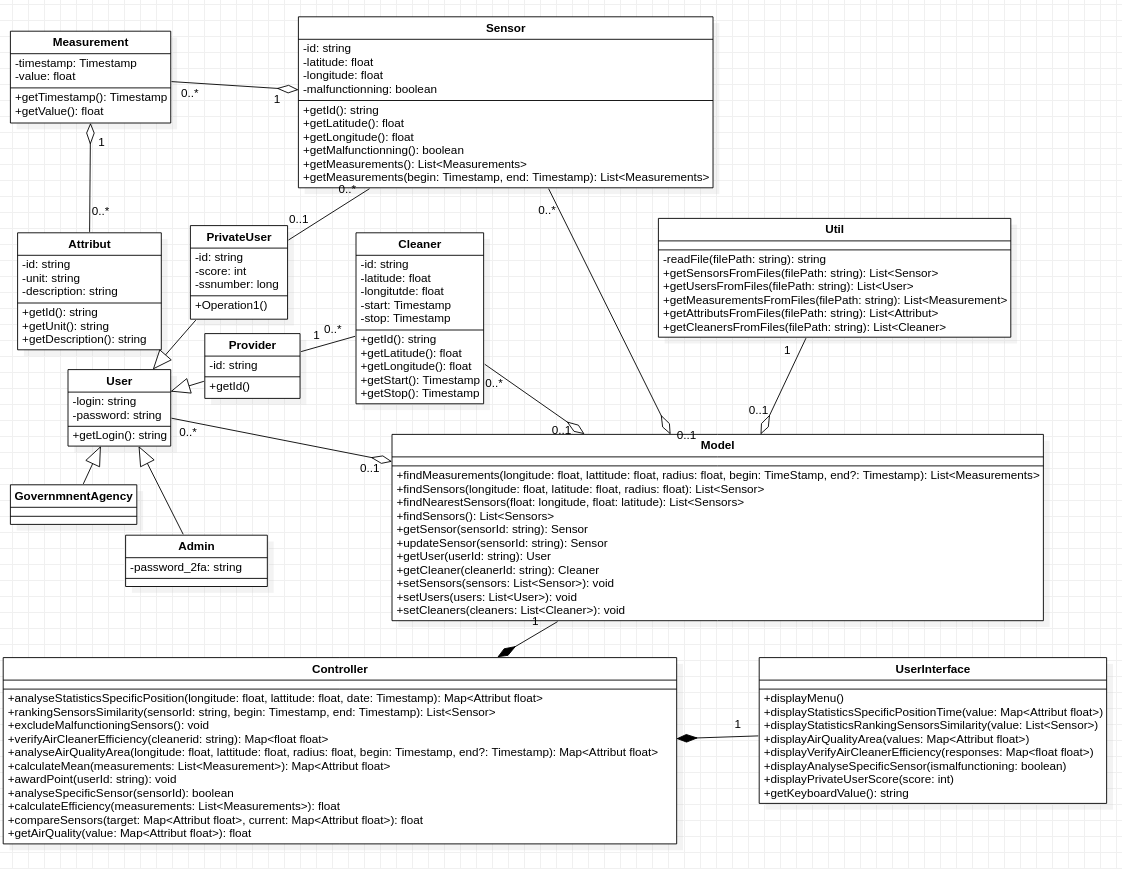 Measurement
-timestamp: Timestamp
-value: float
+getTimestamp(): Timestamp
+getValue(): float
0..*
1
1
0..*
Sensor
-id: string
-latitude: float
-longitude: float
-malfunctionning: boolean
+getId(): string
+getLatitude(): float
+getLongitude(): float
+getMalfunctionning(): boolean
+getMeasurements(): List<Measurements>
+getMeasurements(begin: Timestamp, end: Timestamp): List<Measurements>
0..*
0..1
0..*
Attribut
-id: string
-unit: string
-description: string
+getId(): string
+getUnit(): string
+getDescription(): string
PrivateUser
-id: string
-score: int
-ssnumber: long
+Operation1()
Cleaner
-id: string
-latitude: float
-longitutde: float
-start: Timestamp
-stop: Timestamp
+getId(): string
+getLatitude(): float
+getLongitude(): float
+getStart(): Timestamp
+getStop(): Timestamp
Util
-readFile(filePath: string): string
+getSensorsFromFiles(filePath: string): List<Sensor>
+getUsersFromFiles(filePath: string): List<User>
+getMeasurementsFromFiles(filePath: string): List<Measurement>
+getAttributsFromFiles(filePath: string): List<Attribut>
+getCleanersFromFiles(filePath: string): List<Cleaner>
1
0..1
Provider
-id: string
+getId()
1
0..*
0..*
0..1
0..1
User
-login: string
-password: string
+getLogin(): string
0..*
0..1
GovernmnentAgency
Admin
-password_2fa: string
Model
+findMeasurements(longitude: float, lattitude: float, radius: float, begin: TimeStamp, end?: Timestamp): List<Measurements>
+findSensors(longitude: float, latitude: float, radius: float): List<Sensor>
+findNearestSensors(float: longitude, float: latitude): List<Sensors>
+findSensors(): List<Sensors>
+getSensor(sensorId: string): Sensor
+updateSensor(sensorId: string): Sensor
+getUser(userId: string): User
+getCleaner(cleanerId: string): Cleaner
+setSensors(sensors: List<Sensor>): void
+setUsers(users: List<User>): void
+setCleaners(cleaners: List<Cleaner>): void
1
Controller
+analyseStatisticsSpecificPosition(longitude: float, lattitude: float, date: Timestamp): Map<Attribut float>
+rankingSensorsSimilarity(sensorId: string, begin: Timestamp, end: Timestamp): List<Sensor>
+excludeMalfunctioningSensors(): void
+verifyAirCleanerEfficiency(cleanerid: string): Map<float float>
+analyseAirQualityArea(longitude: float, lattitude: float, radius: float, begin: Timestamp, end?: Timestamp): Map<Attribut float>
+calculateMean(measurements: List<Measurement>): Map<Attribut float>
+awardPoint(userId: string): void
+analyseSpecificSensor(sensorId): boolean
+calculateEfficiency(measurements: List<Measurements>): float
+compareSensors(target: Map<Attribut float>, current: Map<Attribut float>): float
+getAirQuality(value: Map<Attribut float>): float
1
UserInterface
+displayMenu()
+displayStatisticsSpecificPositionTime(value: Map<Attribut float>)
+displayStatisticsRankingSensorsSimilarity(value: List<Sensor>)
+displayAirQualityArea(values: Map<Attribut float>)
+displayVerifyAirCleanerEfficiency(responses: Map<float float>)
+displayAnalyseSpecificSensor(ismalfunctioning: boolean)
+displayPrivateUserScore(score: int)
+getKeyboardValue(): string